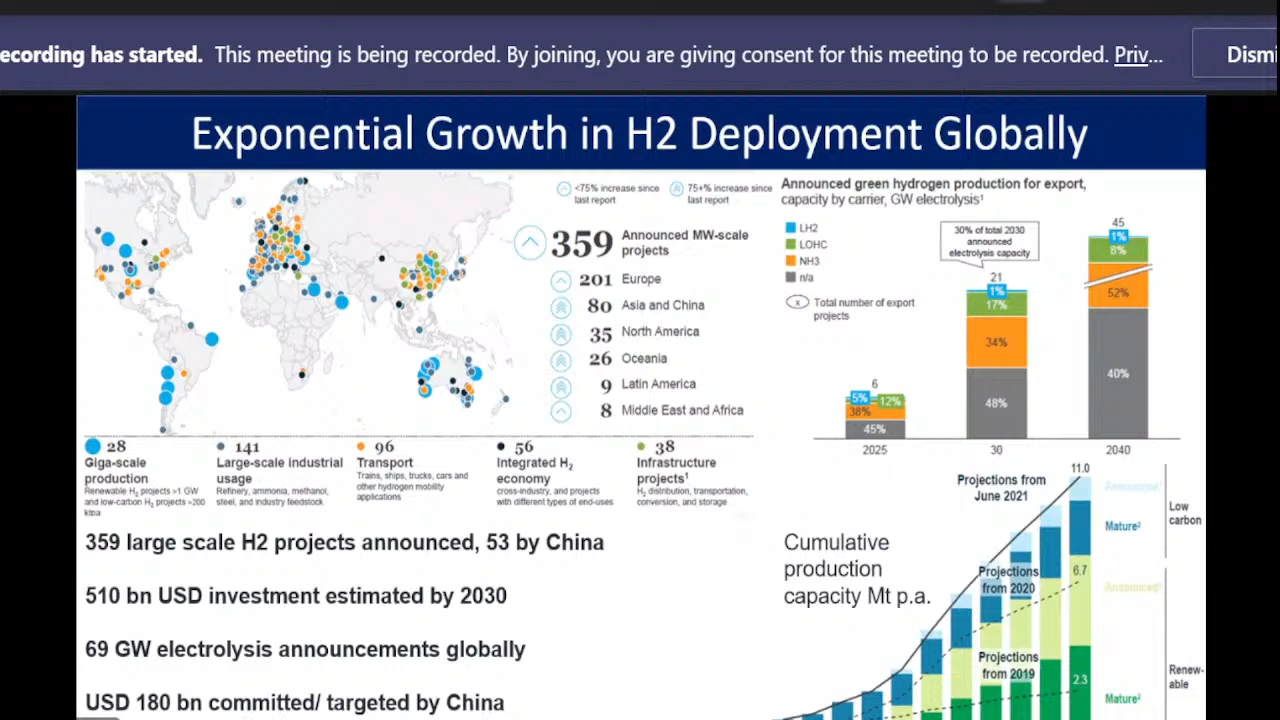 ecording has started. This meeting is being recorded. By joining, you are giving consent for this meeting to be recorded. Priv...
Dismi
Exponential Growth in H2 Deployment Globally
<75% increase since
last report
75+% increase since
last report
359 Announced MW-scale
projects
201 Europe
80 Asia and China
35 North America
26 Oceania
9 Latin America
8 Middle East and Africa
28
Giga-scale
production
Renewable H2 projects >1 GW
and low-carbon H2 projects >200
ktpa
141
Large-scale industrial
usage
Refinery, ammonia, methanol,
steel, and industry feedstock
96
Transport
Trains, ships, trucks, cars and
other hydrogen mobility
applications
56
Integrated H2
economy
cross-industry, and projects
with different types of end-uses
38
Infrastructure
projects¹
H2 distribution, transportation,
conversion, and storage
Announced green hydrogen production for export,
capacity by carrier, GW electrolysis¹
LH2
LOHC
NH3
n/a
x Total number of export
projects
30% of total 2030
announced
electrolysis capacity
6
5% 12%
38%
45%
2025
21
1%
17%
34%
48%
30
45
1%
8%
52%
40%
2040
359 large scale H2 projects announced, 53 by China
510 bn USD investment estimated by 2030
69 GW electrolysis announcements globally
USD 180 bn committed/ targeted by China
Cumulative
production
capacity Mt p.a.
Projections from
June 2021
Projections
from 2020
Projections
from 2019
11.0
6.7
2.3
Announced¹
Mature²
Low
carbon
Announced¹
Mature²
Renew-
able